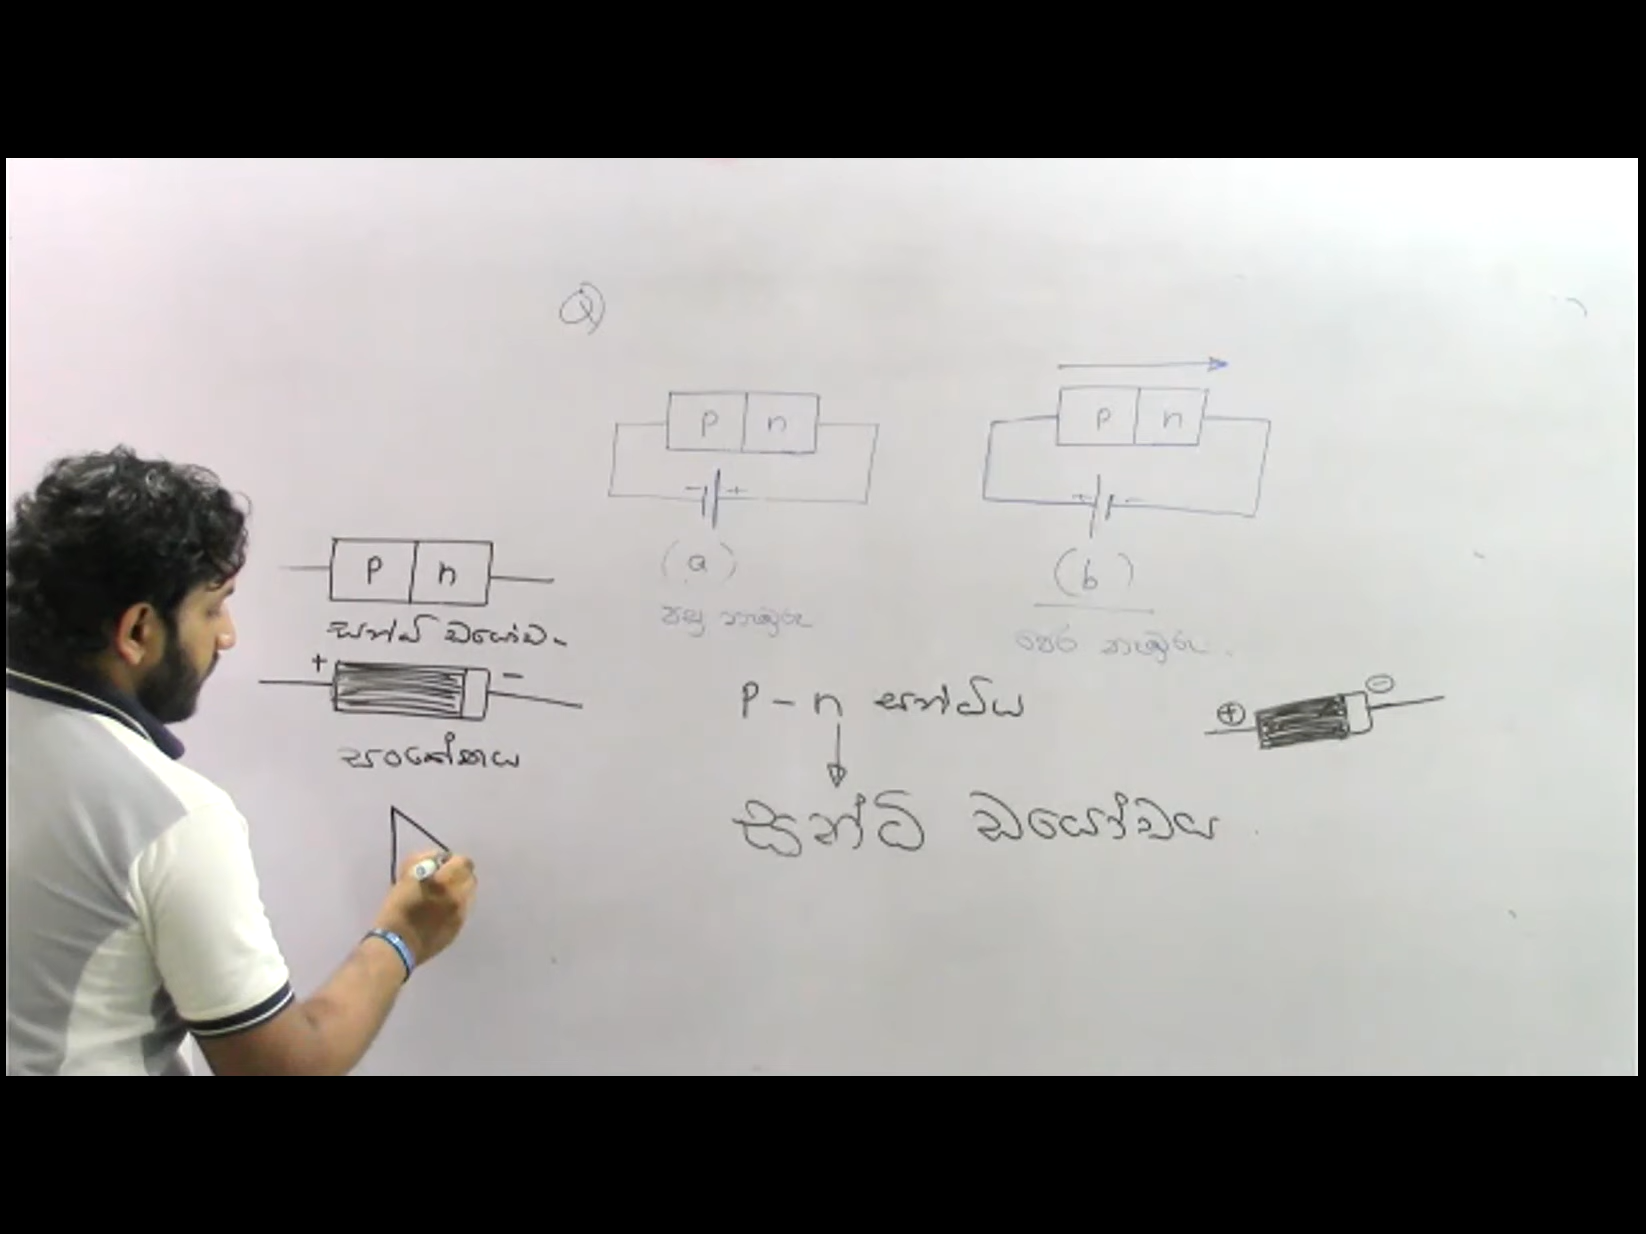 Q)
p n
p n
- +
+ -
(a)
(b)
පසු නැඹුරු
පෙර නැඹුරු.
p n
සන්ධි ඩයෝඩ
+ -
සංකේතය
p - n සන්ධිය
සන්ධි ඩයෝඩය.
+ -